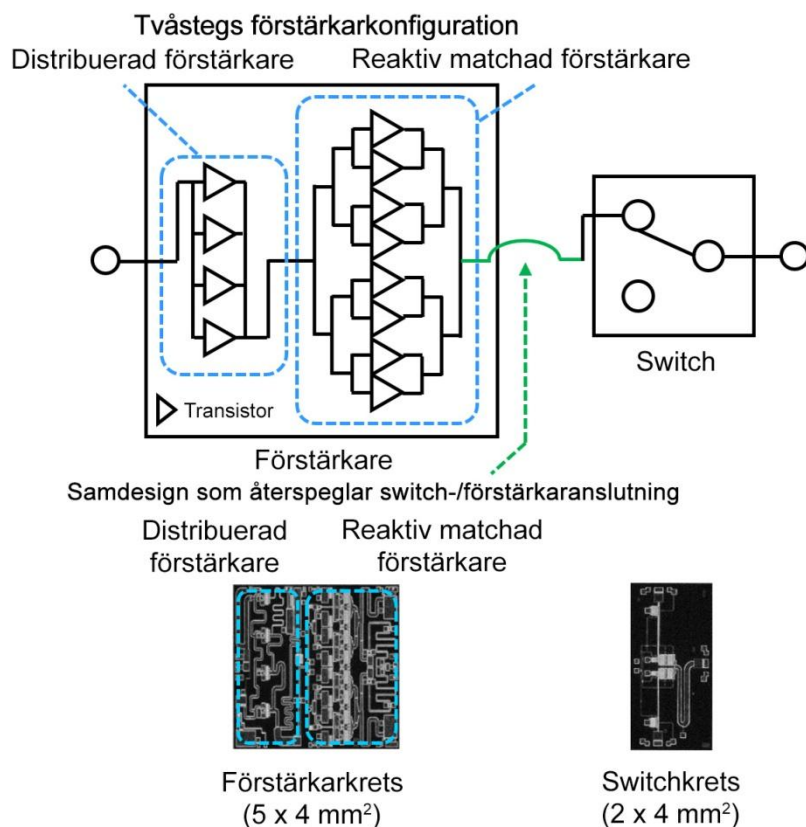 Tvåstegs förstärkarkonfiguration
Distribuerad förstärkare
Reaktiv matchad förstärkare
Switch
Transistor
Förstärkare
Samdesign som återspeglar switch-/förstärkaranslutning
Distribuerad
förstärkare
Reaktiv matchad
förstärkare
Förstärkarkrets
(5 x 4 mm²)
Switchkrets
(2 x 4 mm²)